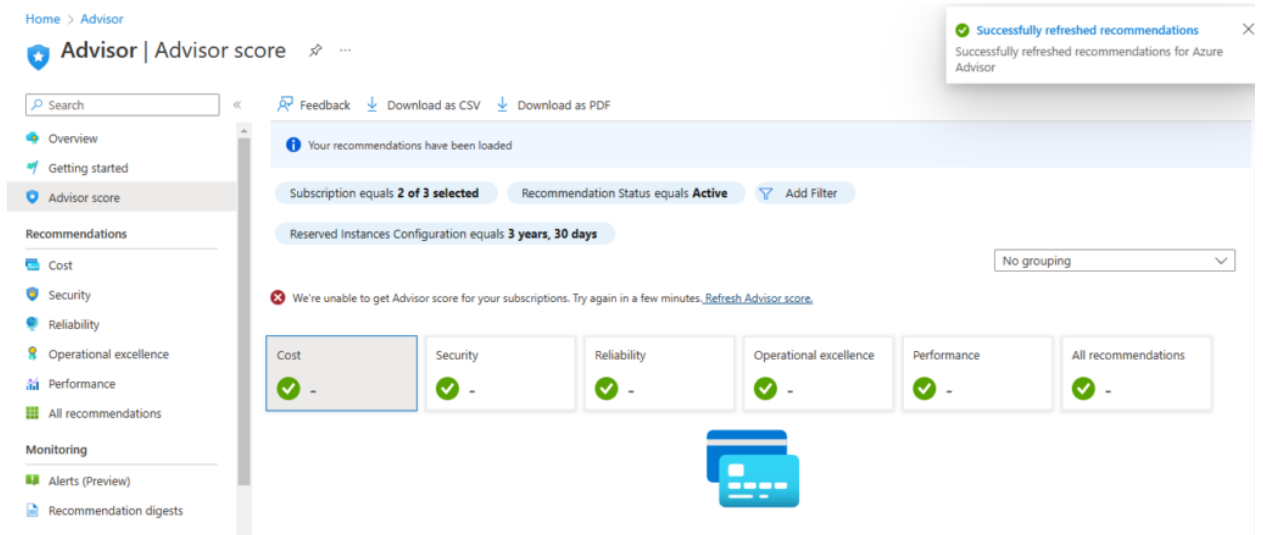 Home > Advisor
Advisor | Advisor score
Successfully refreshed recommendations
Successfully refreshed recommendations for Azure
Advisor
Search
Feedback Download as CSV Download as PDF
Overview
Getting started
Advisor score
Recommendations
Cost
Security
Reliability
Operational excellence
Performance
All recommendations
Monitoring
Alerts (Preview)
Recommendation digests
Your recommendations have been loaded
Subscription equals 2 of 3 selected Recommendation Status equals Active Add Filter
Reserved Instances Configuration equals 3 years, 30 days
No grouping
We're unable to get Advisor score for your subscriptions. Try again in a few minutes. Refresh Advisor score.
Cost Security Reliability Operational excellence Performance All recommendations
- - - - - -